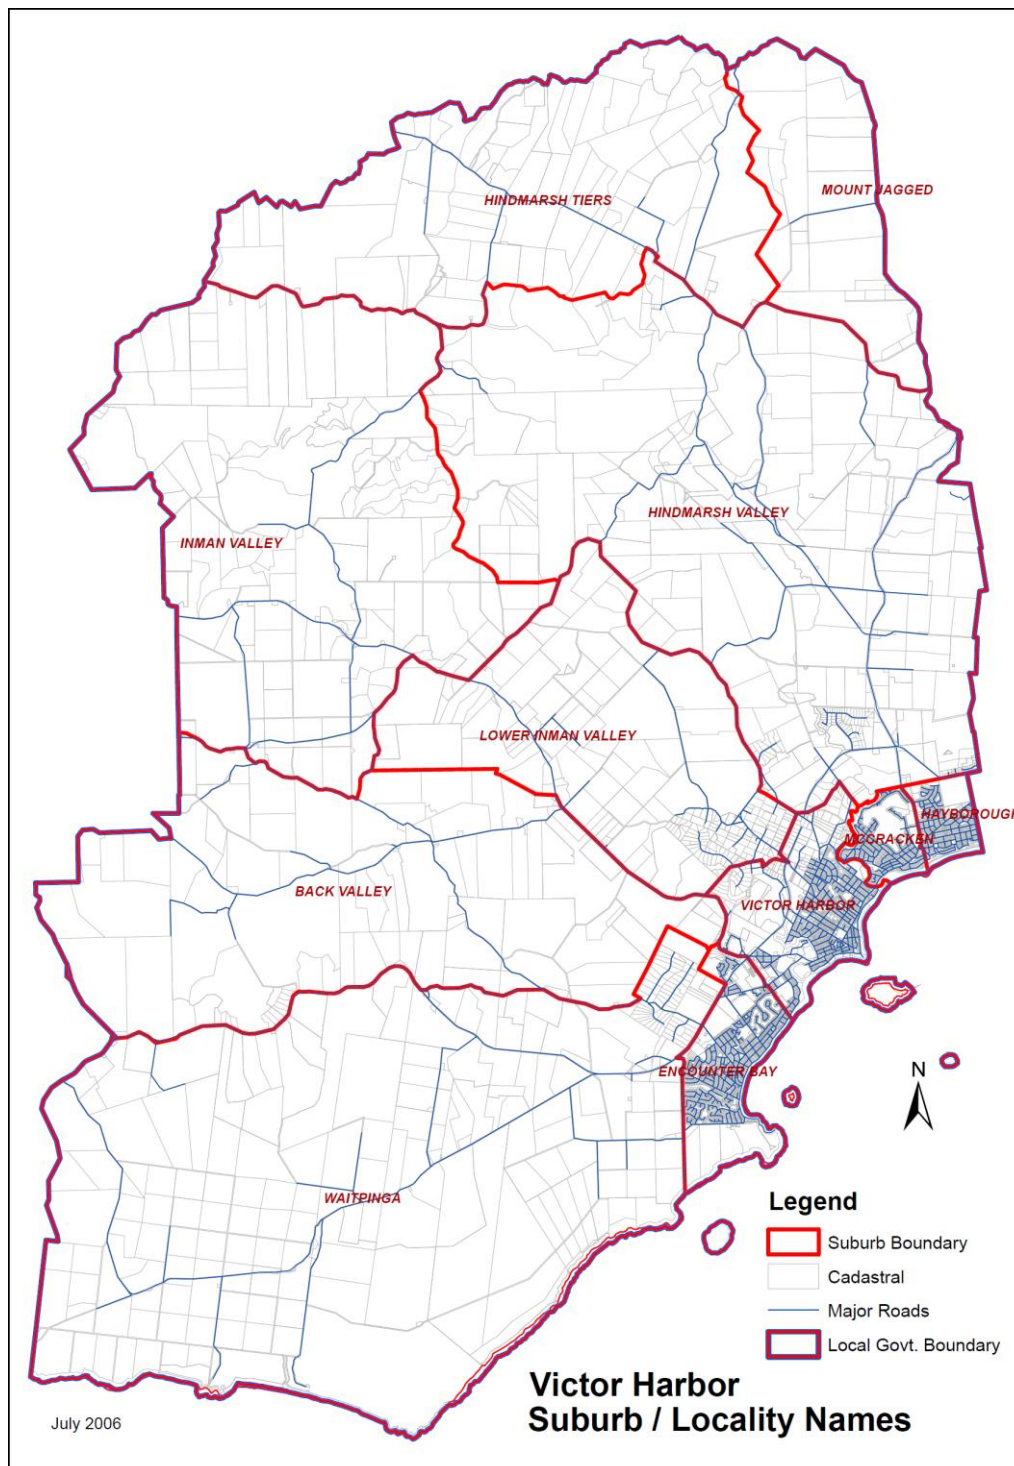 HINDMARSH TIERS
MOUNT JAGGED
HINDMARSH VALLEY
INMAN VALLEY
LOWER INMAN VALLEY
HAYBOROUGH
MCCRACKEN
BACK VALLEY
VICTOR HARBOR
ENCOUNTER BAY
N
WAITPINGA
Legend
Suburb Boundary
Cadastral
Major Roads
Local Govt. Boundary
Victor Harbor
Suburb / Locality Names
July 2006